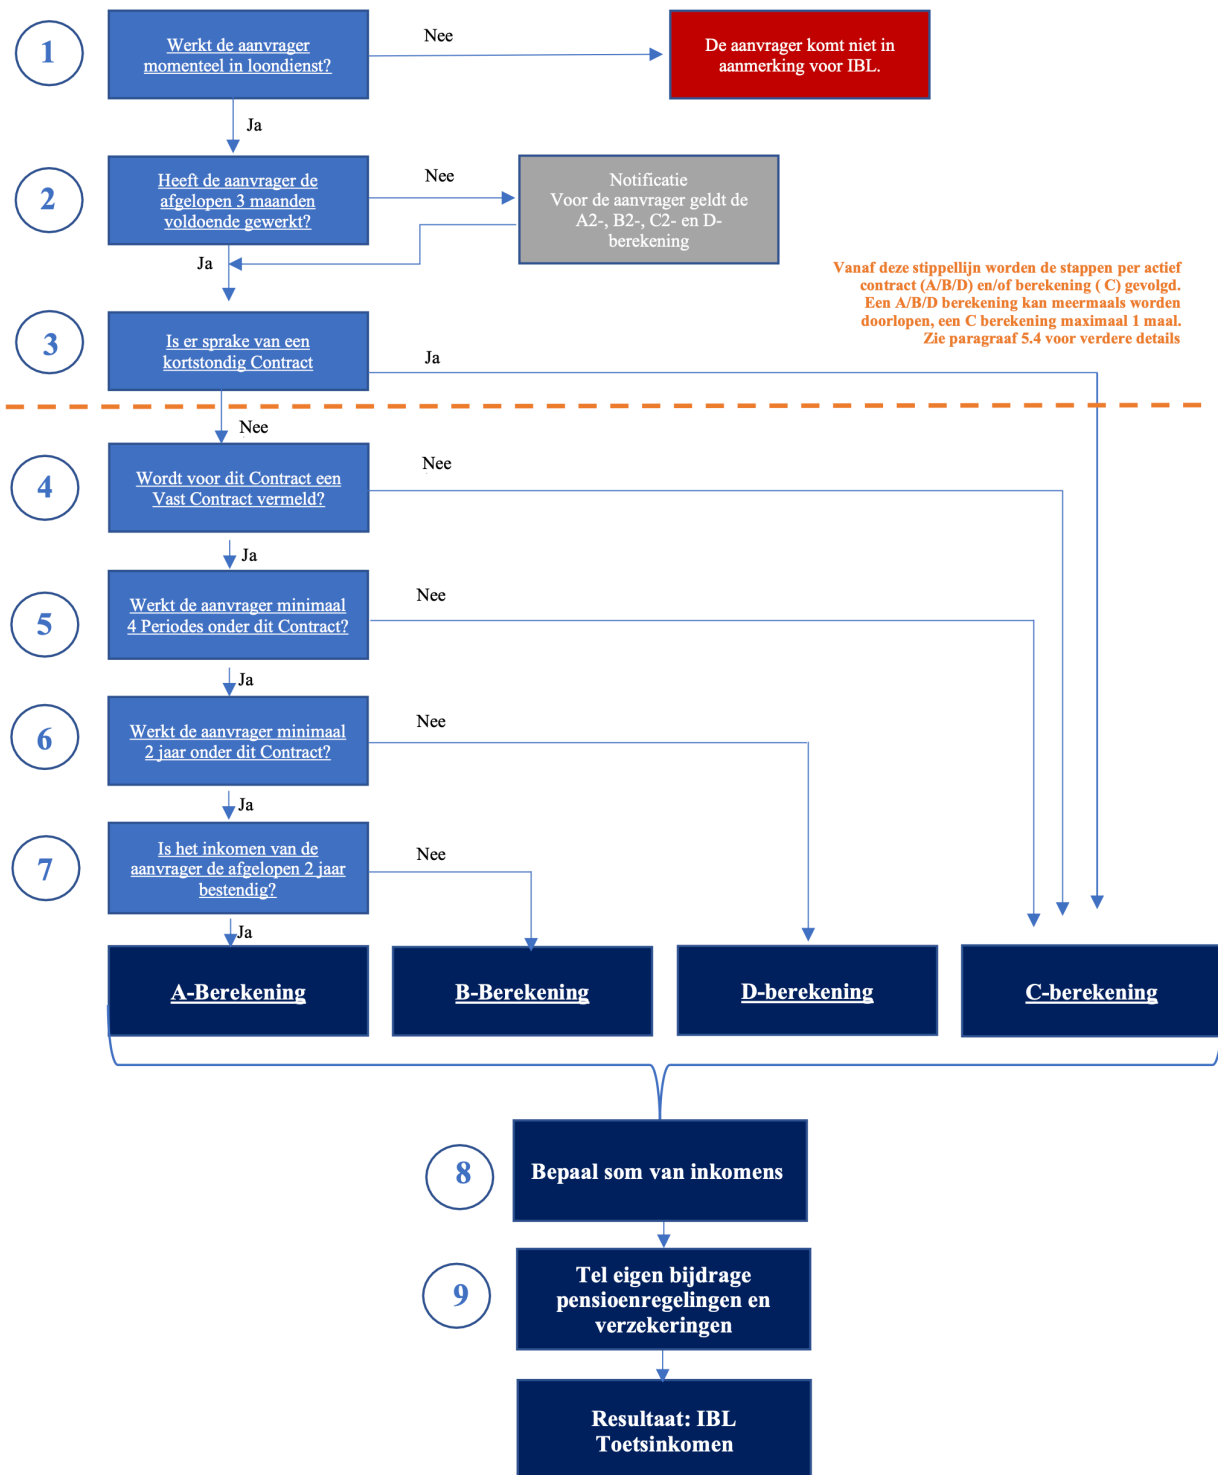 1
Werkt de aanvrager
momenteel in loondienst?
Nee
De aanvrager komt niet in
aanmerking voor IBL.
Ja
2
Heeft de aanvrager de
afgelopen 3 maanden
voldoende gewerkt?
Nee
Notificatie
Voor de aanvrager geldt de
A2-, B2-, C2- en D-
berekening
Ja
Vanaf deze stippellijn worden de stappen per actief
contract (A/B/D) en/of berekening ( C) gevolgd.
Een A/B/D berekening kan meermaals worden
doorlopen, een C berekening maximaal 1 maal.
Zie paragraaf 5.4 voor verdere details
3
Is er sprake van een
kortstondig Contract
Ja
Nee
4
Wordt voor dit Contract een
Vast Contract vermeld?
Nee
Ja
5
Werkt de aanvrager minimaal
4 Periodes onder dit Contract?
Nee
Ja
6
Werkt de aanvrager minimaal
2 jaar onder dit Contract?
Nee
Ja
7
Is het inkomen van de
aanvrager de afgelopen 2 jaar
bestendig?
Nee
Ja
A-Berekening
B-Berekening
D-berekening
C-berekening
8
Bepaal som van inkomens
9
Tel eigen bijdrage
pensioenregelingen en
verzekeringen
Resultaat: IBL
Toetsinkomen